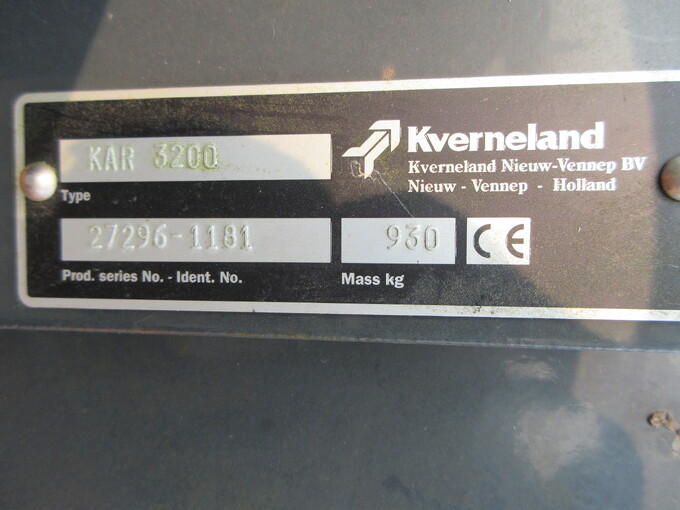 KAR 3200
Type
Kverneland
Kverneland Nieuw-Vennep BV
Nieuw - Vennep - Holland
27296-1181
Prod. series No. - Ident. No.
930
Mass kg
CE